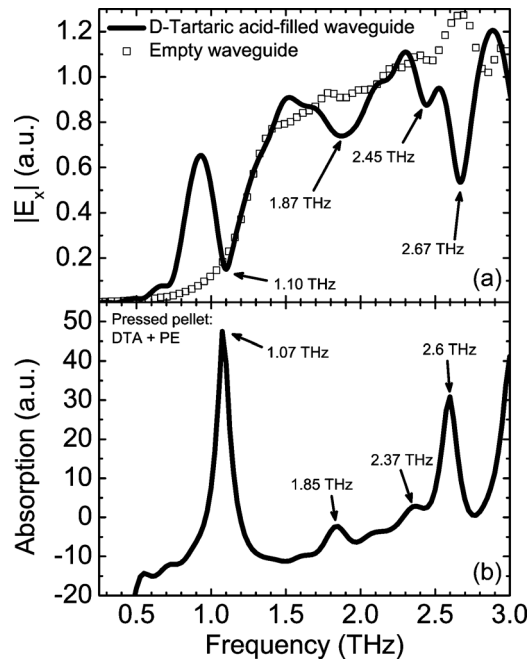 D-Tartaric acid-filled waveguide
Empty waveguide
1.2
1.0
0.8
0.6
0.4
0.2
|E_x| (a.u.)
1.87 THz
2.45 THz
2.67 THz
1.10 THz
(a)
Pressed pellet:
DTA + PE
50
40
30
20
10
0
-10
-20
Absorption (a.u.)
1.07 THz
2.6 THz
2.37 THz
1.85 THz
(b)
0.5 1.0 1.5 2.0 2.5 3.0
Frequency (THz)